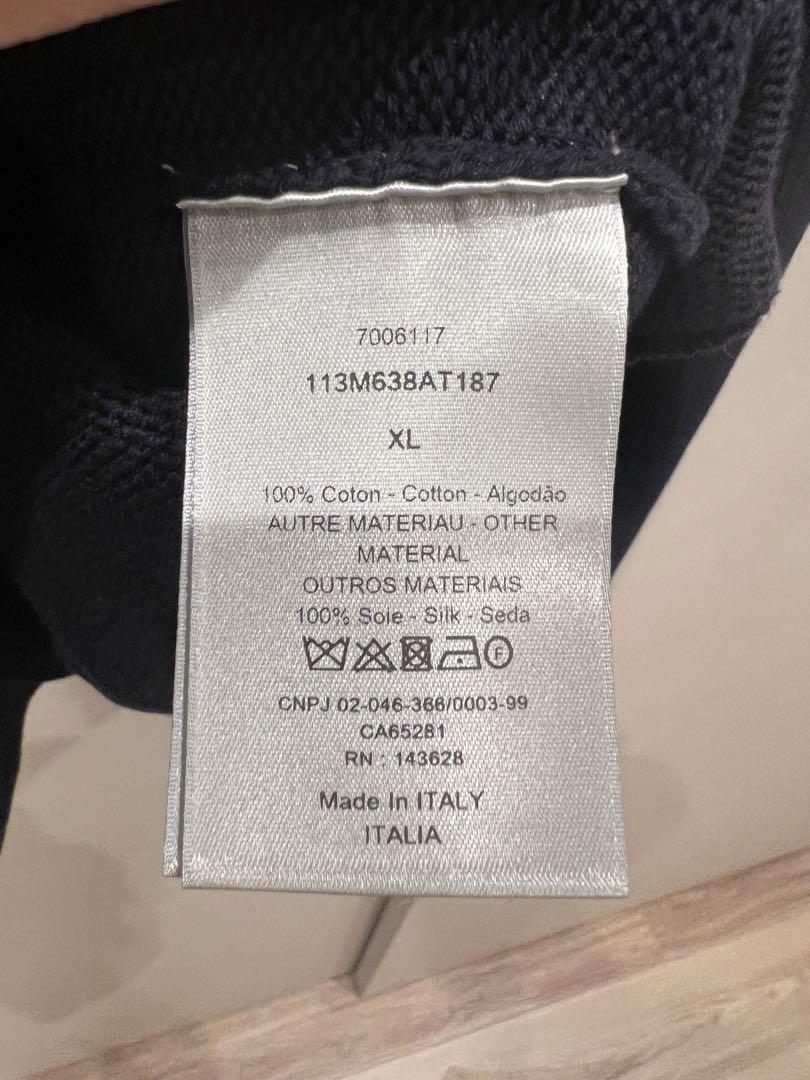 7006117
113M638AT187
XL
100% Coton - Cotton - Algodão
AUTRE MATERIAU - OTHER
MATERIAL
OUTROS MATERIAIS
100% Soie - Silk - Seda
F
CNPJ 02-046-366/0003-99
CA65281
RN : 143628
Made In ITALY
ITALIA